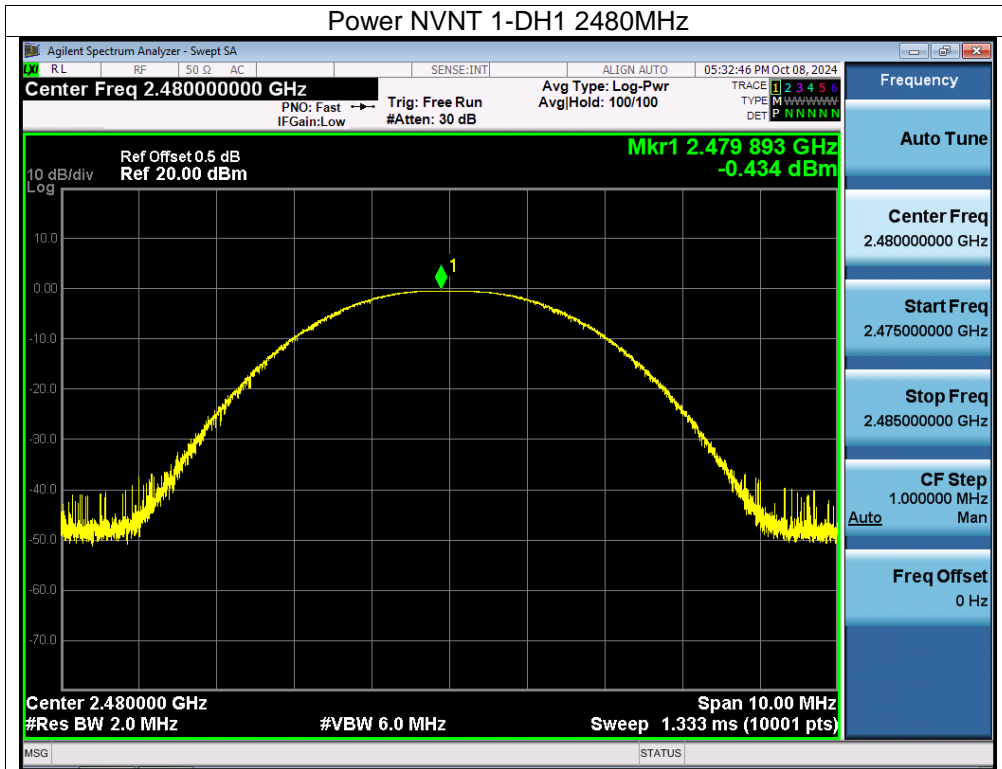 Power NVNT 1-DH1 2480MHz
Agilent Spectrum Analyzer - Swept SA
LXI RL RF 50 Ω AC SENSE:INT ALIGN AUTO 05:32:46 PM Oct 08, 2024
Center Freq 2.480000000 GHz
PNO: Fast
IFGain:Low
Trig: Free Run
#Atten: 30 dB
Avg Type: Log-Pwr
Avg|Hold: 100/100
TRACE 1 2 3 4 5 6
TYPE M WWWWW
DET P N N N N N
Mkr1 2.479 893 GHz
-0.434 dBm
Ref Offset 0.5 dB
10 dB/div Ref 20.00 dBm
Log
10.0
0.00
-10.0
-20.0
-30.0
-40.0
-50.0
-60.0
-70.0
1
Center 2.480000 GHz Span 10.00 MHz
#Res BW 2.0 MHz #VBW 6.0 MHz Sweep 1.333 ms (10001 pts)
MSG STATUS
Frequency
Auto Tune
Center Freq
2.480000000 GHz
Start Freq
2.475000000 GHz
Stop Freq
2.485000000 GHz
CF Step
1.000000 MHz
Auto Man
Freq Offset
0 Hz